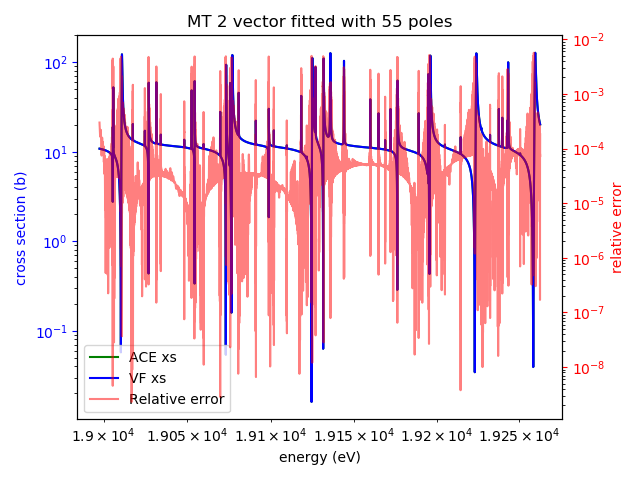 MT 2 vector fitted with 55 poles
10²
10¹
10⁰
10⁻¹
cross section (b)
10⁻²
10⁻³
10⁻⁴
10⁻⁵
10⁻⁶
10⁻⁷
10⁻⁸
relative error
ACE xs
VF xs
Relative error
1.9 × 10⁴ 1.905 × 10⁴ 1.91 × 10⁴ 1.915 × 10⁴ 1.92 × 10⁴ 1.925 × 10⁴
energy (eV)